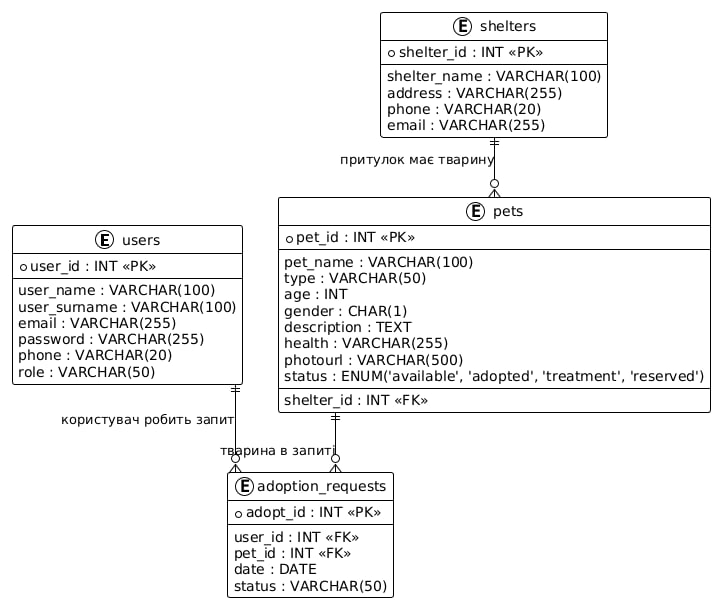 E shelters
shelter_id : INT «PK»
shelter_name : VARCHAR(100)
address : VARCHAR(255)
phone : VARCHAR(20)
email : VARCHAR(255)
притулок має тварину
E pets
pet_id : INT «PK»
pet_name : VARCHAR(100)
type : VARCHAR(50)
age : INT
gender : CHAR(1)
description : TEXT
health : VARCHAR(255)
photourl : VARCHAR(500)
status : ENUM('available', 'adopted', 'treatment', 'reserved')
shelter_id : INT «FK»
E users
user_id : INT «PK»
user_name : VARCHAR(100)
user_surname : VARCHAR(100)
email : VARCHAR(255)
password : VARCHAR(255)
phone : VARCHAR(20)
role : VARCHAR(50)
користувач робить запит
тварина в запиті
E adoption_requests
adopt_id : INT «PK»
user_id : INT «FK»
pet_id : INT «FK»
date : DATE
status : VARCHAR(50)